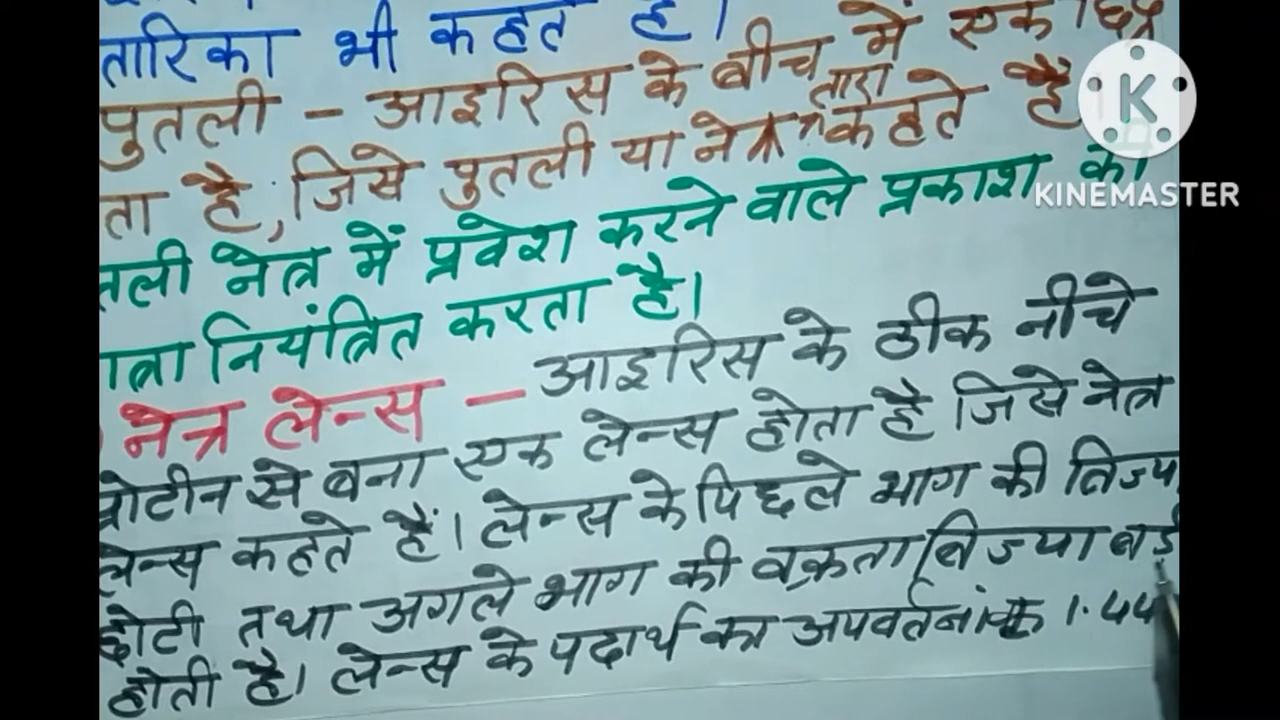 तारिका भी कहते हैं।
पुतली - आइरिस के बीच में एक छिद्र
ता है, जिसे पुतली या नेत्र तारा कहते हैं।
तली नेत्र में प्रवेश करने वाले प्रकाश की
ात्रा नियंत्रित करता है।
नेत्र लेन्स - आइरिस के ठीक नीचे
प्रोटीन से बना एक लेन्स होता है जिसे नेत्र
लेन्स कहते हैं। लेन्स के पिछले भाग की त्रिज्या
छोटी तथा अगले भाग की वक्रता त्रिज्या बड़ी
होती है। लेन्स के पदार्थ का अपवर्तनांक 1.44
K
KINEMASTER